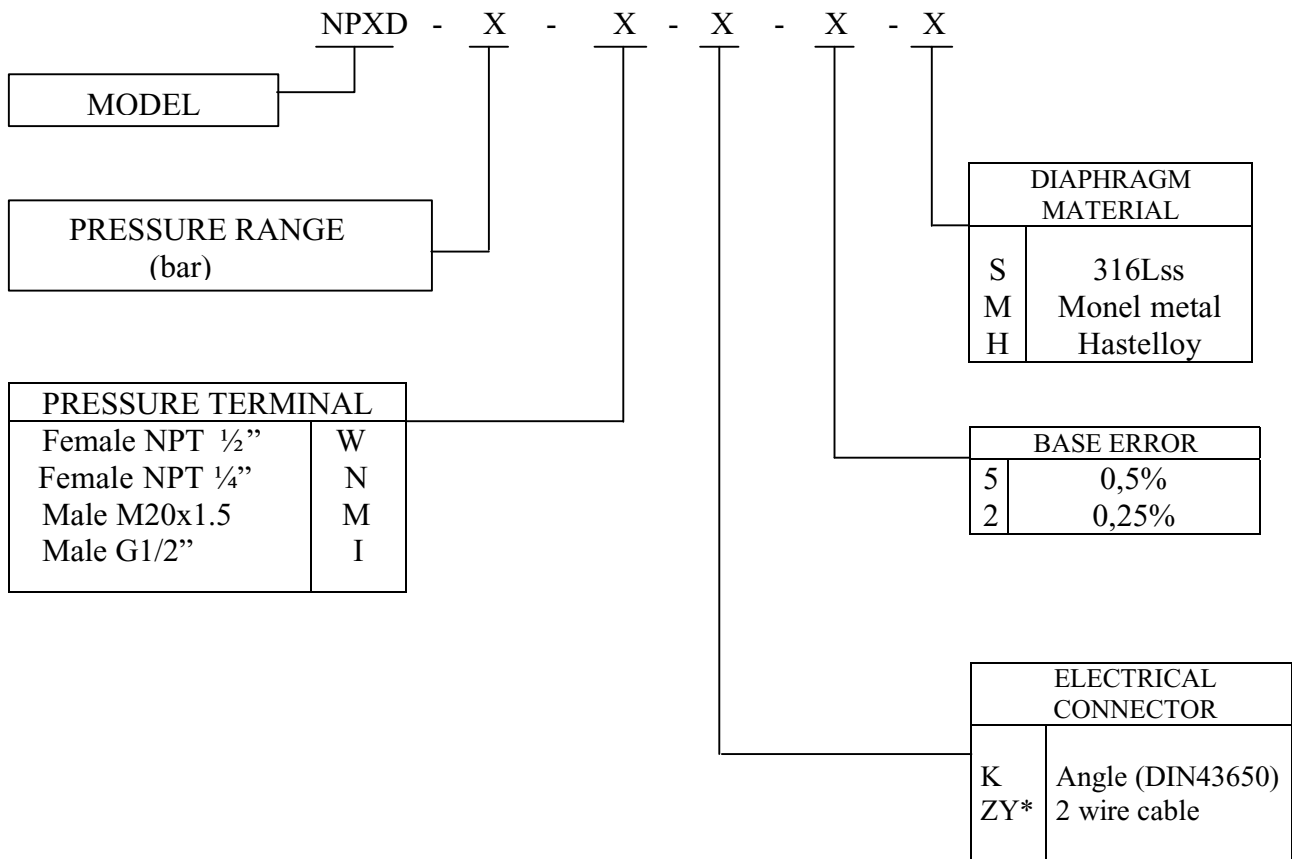 NPXD - X - X - X - X - X
MODEL
PRESSURE RANGE
(bar)
PRESSURE TERMINAL
Female NPT ½” W
Female NPT ¼” N
Male M20x1.5 M
Male G1/2” I
DIAPHRAGM
MATERIAL
S 316Lss
M Monel metal
H Hastelloy
BASE ERROR
5 0,5%
2 0,25%
ELECTRICAL
CONNECTOR
K Angle (DIN43650)
ZY* 2 wire cable